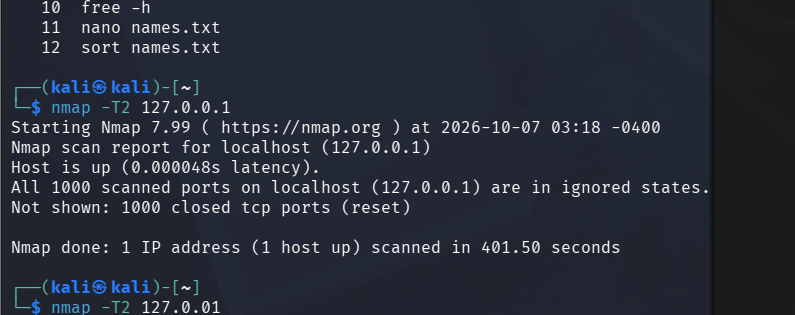 10  free -h
11  nano names.txt
12  sort names.txt
┌──(kali㉿kali)-[~]
└─$ nmap -T2 127.0.0.1
Starting Nmap 7.99 ( https://nmap.org ) at 2026-10-07 03:18 -0400
Nmap scan report for localhost (127.0.0.1)
Host is up (0.000048s latency).
All 1000 scanned ports on localhost (127.0.0.1) are in ignored states.
Not shown: 1000 closed tcp ports (reset)
Nmap done: 1 IP address (1 host up) scanned in 401.50 seconds
┌──(kali㉿kali)-[~]
└─$ nmap -T2 127.0.01